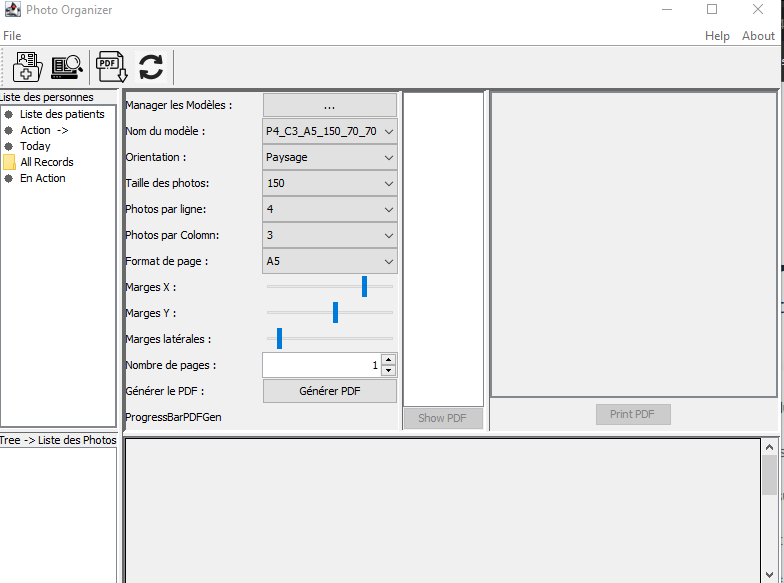 Photo Organizer
File
Help
About
PDF
Liste des personnes
Liste des patients
Action ->
Today
All Records
En Action
Manager les Modèles :
...
Nom du modèle :
P4_C3_A5_150_70_70
Orientation :
Paysage
Taille des photos:
150
Photos par ligne:
4
Photos par Colomn:
3
Format de page :
A5
Marges X :
Marges Y :
Marges latérales :
Nombre de pages :
1
Générer le PDF :
Générer PDF
ProgressBarPDFGen
Show PDF
Print PDF
Tree -> Liste des Photos